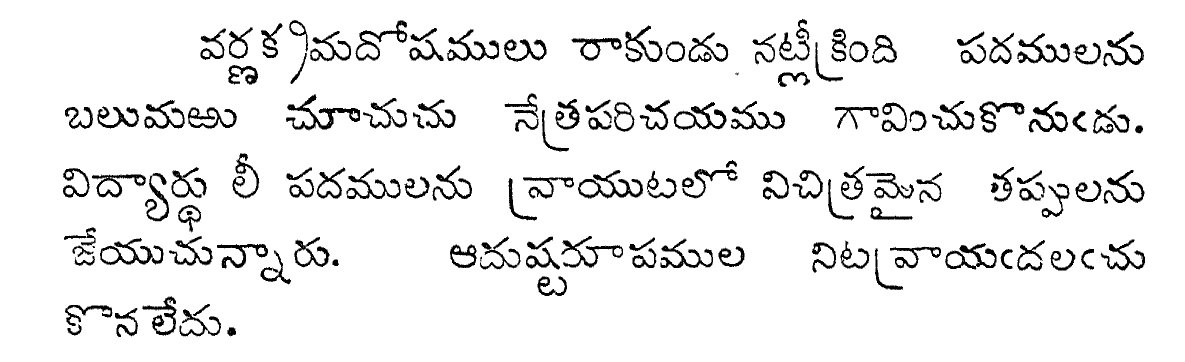 వర్ణక్రమదోషములు రాకుండు నట్లీక్రింది పదములను
బలుమఱు చూచుచు నేత్రపరిచయము గావించుకొనుఁడు.
విద్యార్థు లీ పదములను వ్రాయుటలో విచిత్రమైన తప్పులను
జేయుచున్నారు. ఆదుష్టరూపముల నిటవ్రాయఁదలఁచు
కొనలేదు.